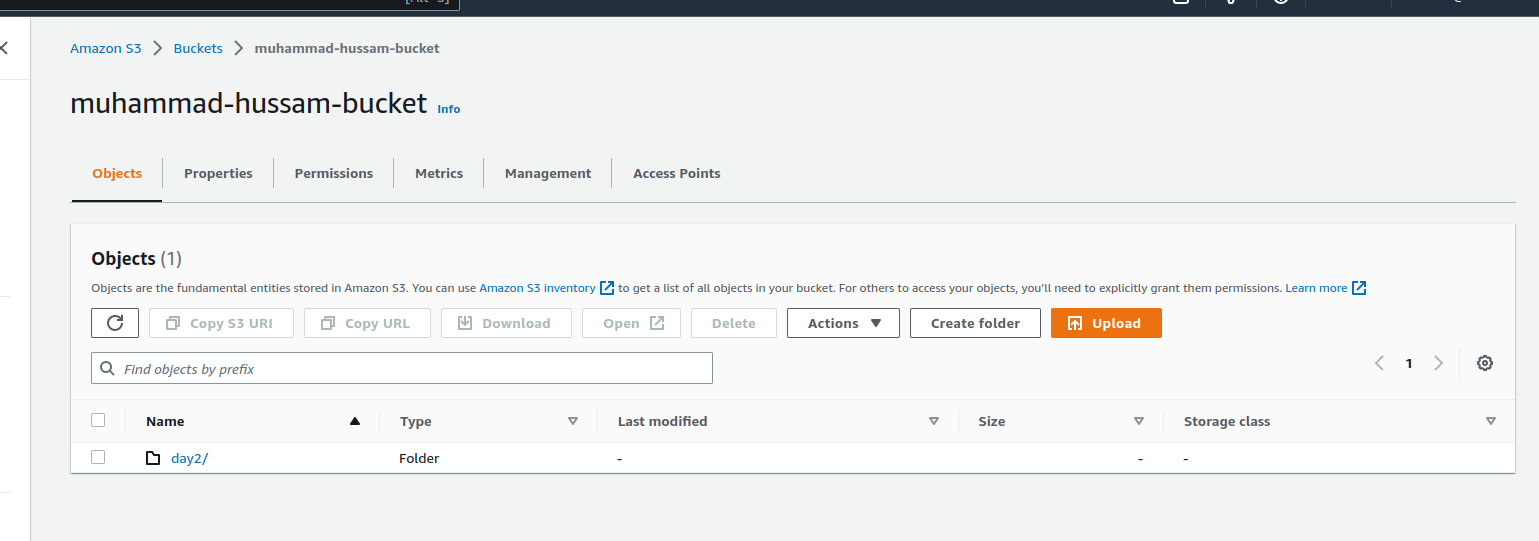 Amazon S3 > Buckets > muhammad-hussam-bucket
muhammad-hussam-bucket Info
Objects Properties Permissions Metrics Management Access Points
Objects (1)
Objects are the fundamental entities stored in Amazon S3. You can use Amazon S3 inventory to get a list of all objects in your bucket. For others to access your objects, you'll need to explicitly grant them permissions. Learn more
Copy S3 URI Copy URL Download Open Delete Actions Create folder Upload
Find objects by prefix 1
Name Type Last modified Size Storage class
day2/ Folder - - -